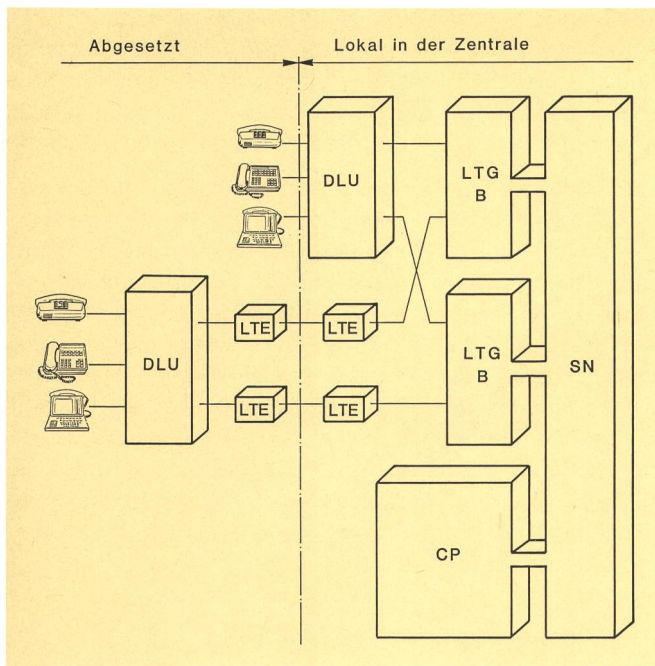 Abgesetzt
Lokal in der Zentrale
DLU
LTG
B
DLU
LTE
LTE
LTG
B
SN
LTE
LTE
CP